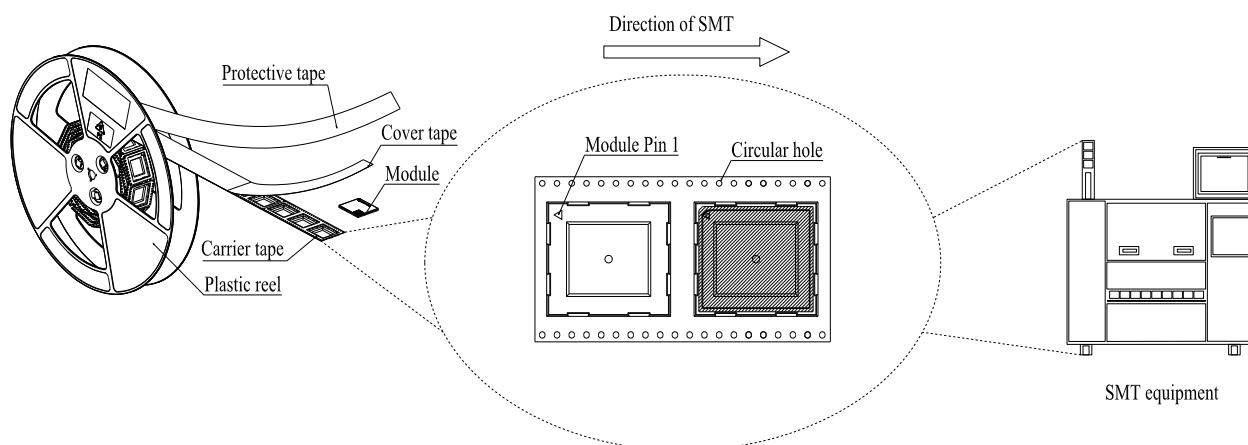 Direction of SMT
Protective tape
Cover tape
Module
Module Pin 1
Circular hole
Carrier tape
Plastic reel
SMT equipment